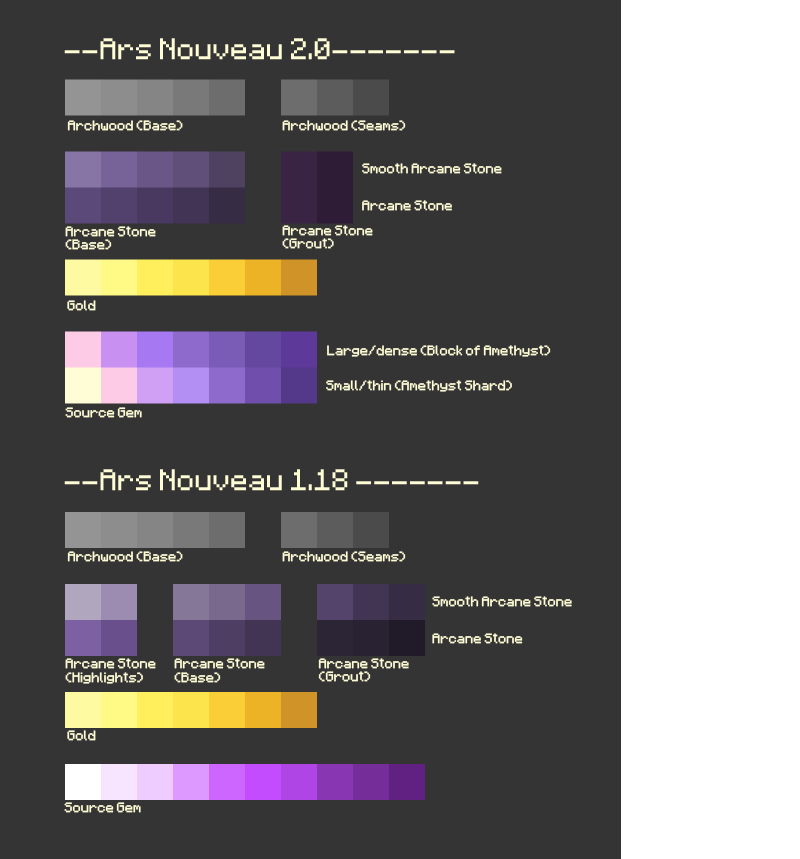 --Ars Nouveau 2.0-------
Archwood (Base)
Archwood (Seams)
Smooth Arcane Stone
Arcane Stone
Arcane Stone
(Base)
Arcane Stone
(Grout)
Gold
Large/dense (Block of Amethyst)
Small/thin (Amethyst Shard)
Source Gem
--Ars Nouveau 1.18 -------
Archwood (Base)
Archwood (Seams)
Smooth Arcane Stone
Arcane Stone
Arcane Stone
(Highlights)
Arcane Stone
(Base)
Arcane Stone
(Grout)
Gold
Source Gem